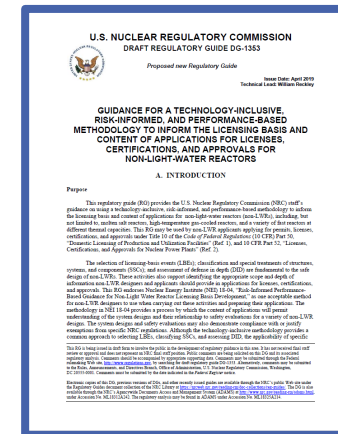 U.S. NUCLEAR REGULATORY COMMISSION
DRAFT REGULATORY GUIDE DG-1353
Proposed new Regulatory Guide
Issue Date: April 2019
Technical Lead: William Reckley
GUIDANCE FOR A TECHNOLOGY-INCLUSIVE,
RISK-INFORMED, AND PERFORMANCE-BASED
METHODOLOGY TO INFORM THE LICENSING BASIS AND
CONTENT OF APPLICATIONS FOR LICENSES,
CERTIFICATIONS, AND APPROVALS FOR
NON-LIGHT-WATER REACTORS
A. INTRODUCTION
Purpose
This regulatory guide (RG) provides the U.S. Nuclear Regulatory Commission (NRC) staff's
guidance on using a technology-inclusive, risk-informed, and performance-based methodology to inform
the licensing basis and content of applications for non-light-water reactors (non-LWRs), including, but
not limited to, molten salt reactors, high-temperature gas-cooled reactors, and a variety of fast reactors at
different thermal capacities. This RG may be used by non-LWR applicants applying for permits, licenses,
certifications, and approvals under Title 10 of the Code of Federal Regulations (10 CFR) Part 50,
"Domestic Licensing of Production and Utilization Facilities" (Ref. 1), and 10 CFR Part 52, "Licenses,
Certifications, and Approvals for Nuclear Power Plants" (Ref. 2).
The selection of licensing-basis events (LBEs); classification and special treatments of structures,
systems, and components (SSCs); and assessment of defense in depth (DID) are fundamental to the safe
design of non-LWRs. These activities also support identifying the appropriate scope and depth of
information non-LWR designers and applicants should provide in applications for licenses, certifications,
and approvals. This RG endorses Nuclear Energy Institute (NEI) 18-04, "Risk-Informed Performance-
Based Guidance for Non-Light Water Reactor Licensing Basis Development," as one acceptable method
for non-LWR designers to use when carrying out these activities and preparing their applications. The
methodology in NEI 18-04 provides a process by which the content of applications will permit
understanding of the system designs and their relationship to safety evaluations for a variety of non-LWR
designs. The system designs and safety evaluations may also demonstrate compliance with or justify
exemptions from specific NRC regulations. Although the technology-inclusive methodology provides a
common approach to selecting LBEs, classifying SSCs, and assessing DID, the applicability of specific